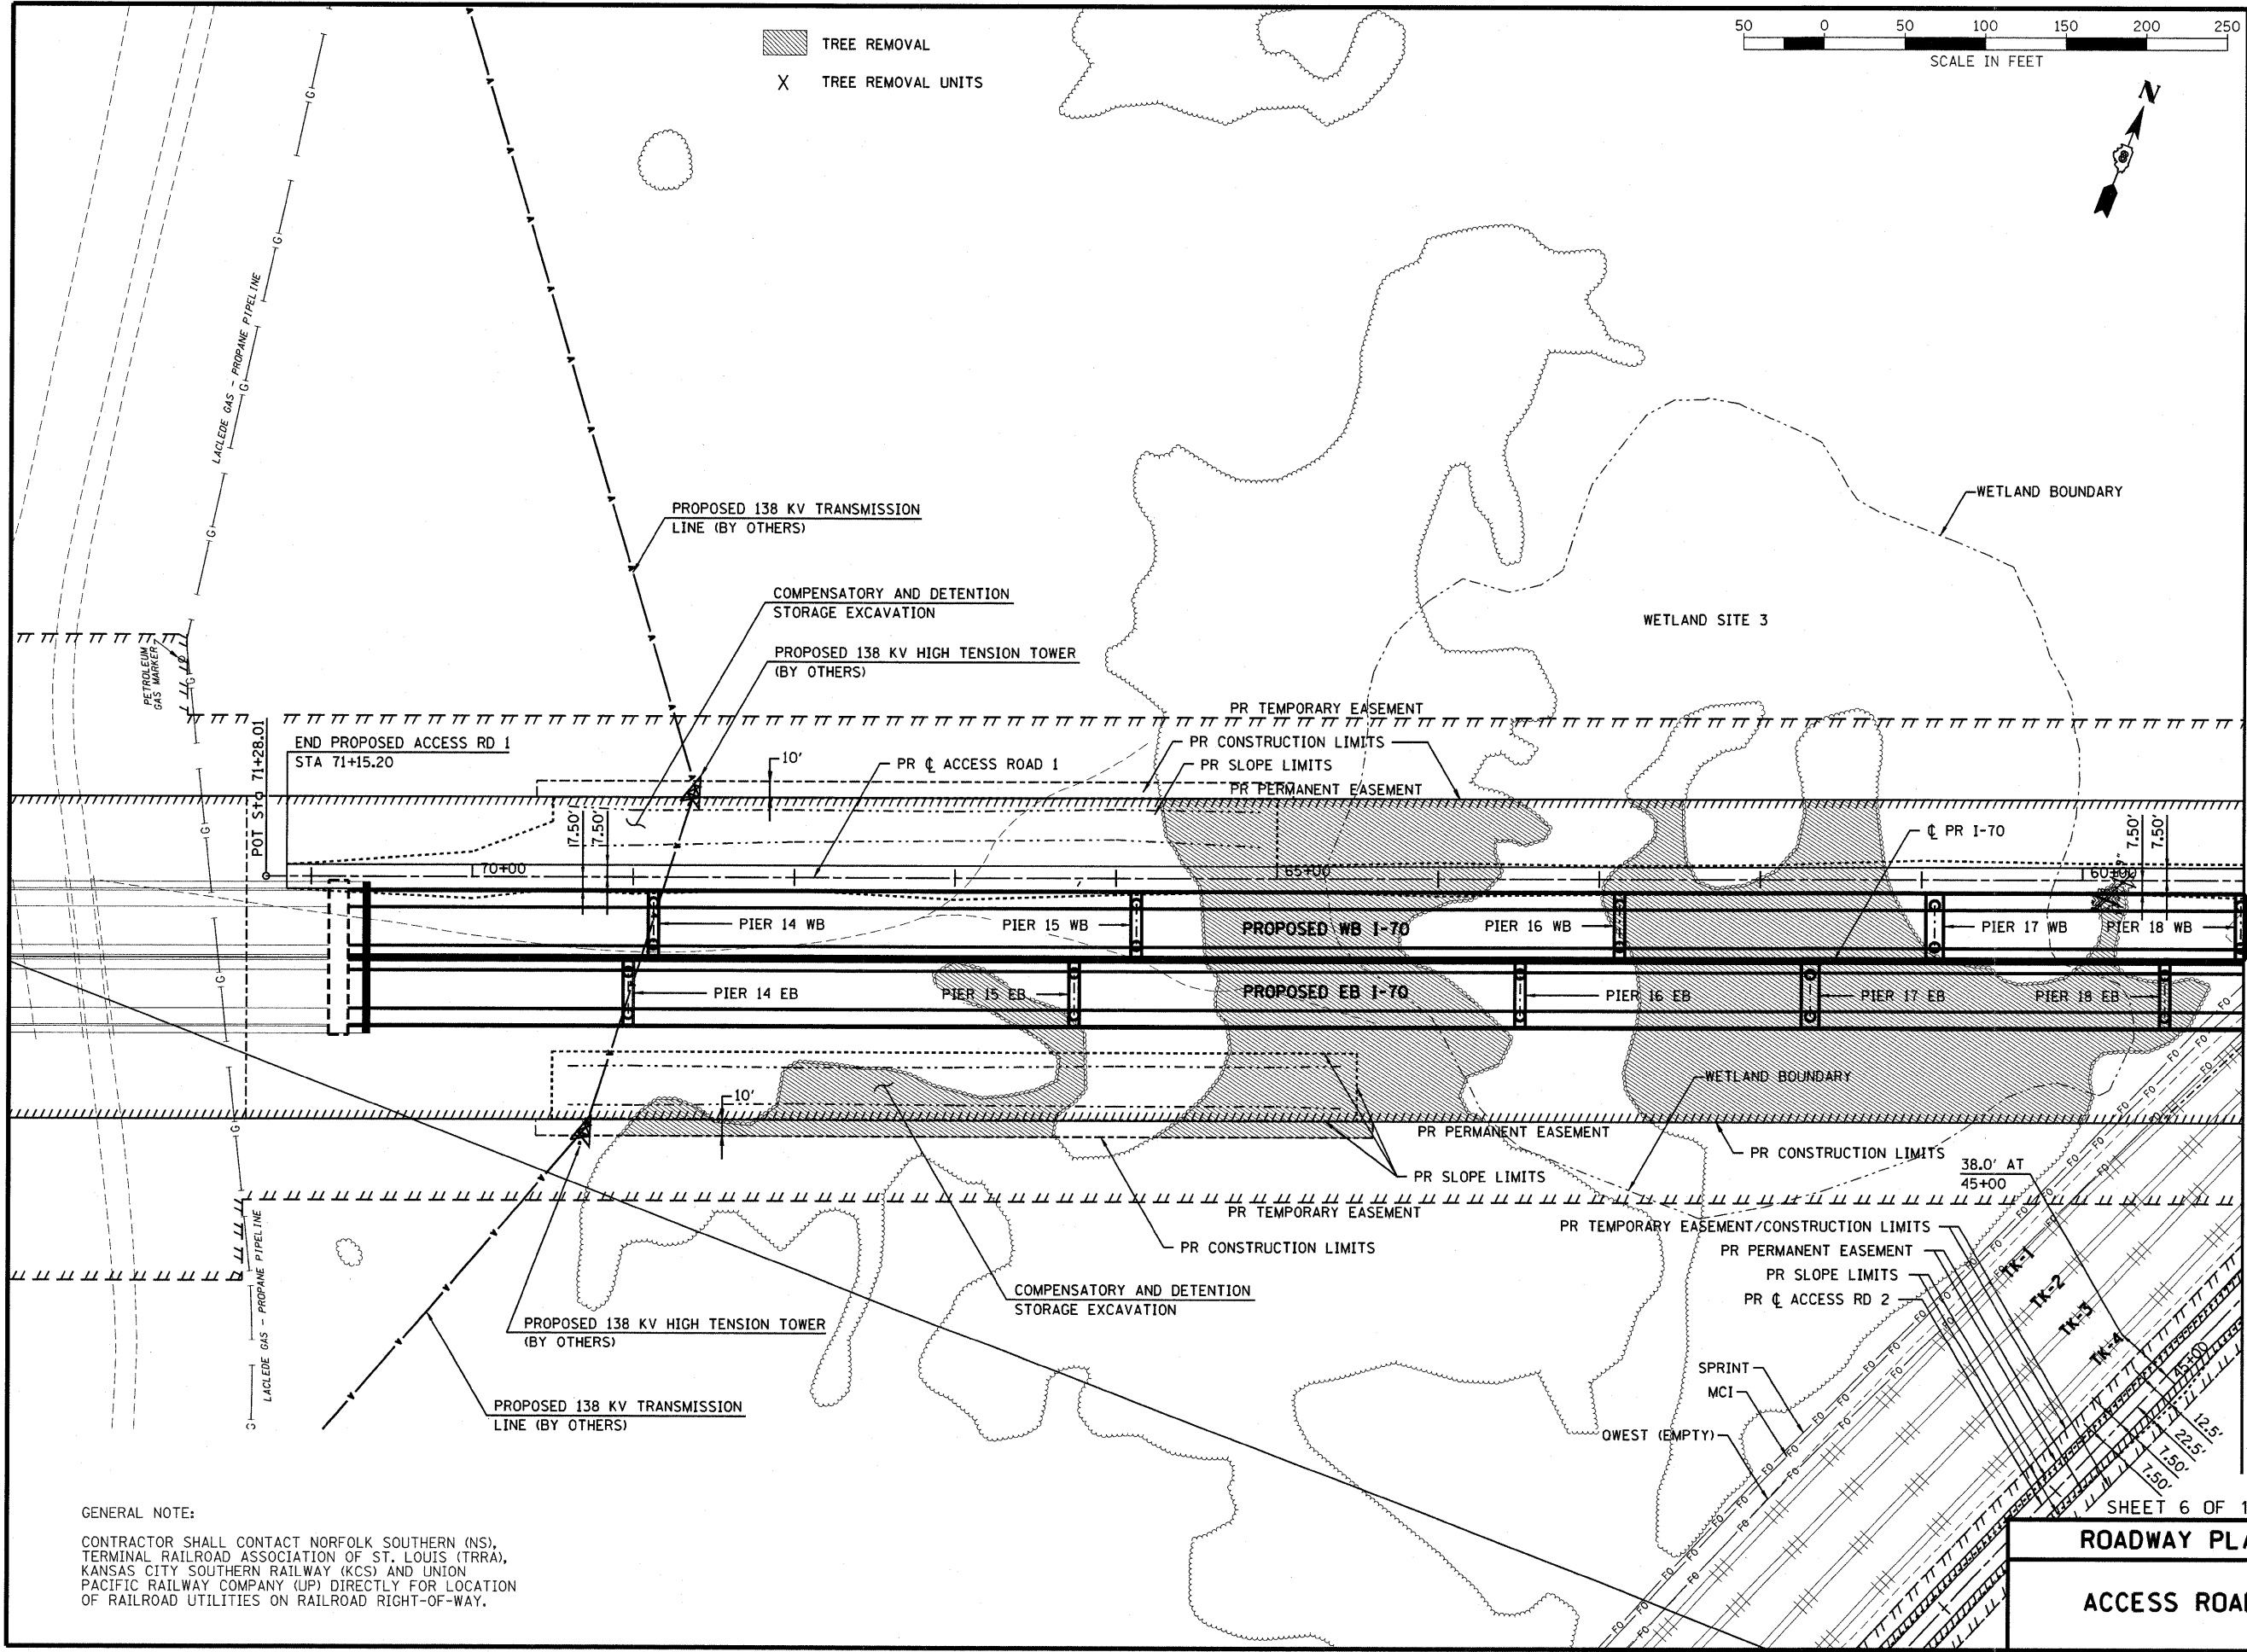 TREE REMOVAL
X TREE REMOVAL UNITS
50 0 50 100 150 200 250
SCALE IN FEET
N
LACLEDE GAS - PROPANE PIPELINE
PROPOSED 138 KV TRANSMISSION
LINE (BY OTHERS)
WETLAND BOUNDARY
COMPENSATORY AND DETENTION
STORAGE EXCAVATION
WETLAND SITE 3
PROPOSED 138 KV HIGH TENSION TOWER
(BY OTHERS)
PETROLEUM
GAS MARKER
POT Sta 71+28.01
PR TEMPORARY EASEMENT
END PROPOSED ACCESS RD 1
STA 71+15.20
10'
PR ℄ ACCESS ROAD 1
PR CONSTRUCTION LIMITS
PR SLOPE LIMITS
PR PERMANENT EASEMENT
7.50'
7.50'
℄ PR I-70
7.50'
7.50'
70+00
65+00
60+00
PIER 14 WB
PIER 15 WB
PROPOSED WB I-70
PIER 16 WB
PIER 17 WB
PIER 18 WB
PIER 14 EB
PIER 15 EB
PROPOSED EB I-70
PIER 16 EB
PIER 17 EB
PIER 18 EB
WETLAND BOUNDARY
10'
PR PERMANENT EASEMENT
PR CONSTRUCTION LIMITS
PR SLOPE LIMITS
38.0' AT
45+00
PR TEMPORARY EASEMENT
PR CONSTRUCTION LIMITS
PR TEMPORARY EASEMENT/CONSTRUCTION LIMITS
PR PERMANENT EASEMENT
PR SLOPE LIMITS
PR ℄ ACCESS RD 2
TK-1
TK-2
TK-3
TK-4
45+00
LACLEDE GAS - PROPANE PIPELINE
COMPENSATORY AND DETENTION
STORAGE EXCAVATION
PROPOSED 138 KV HIGH TENSION TOWER
(BY OTHERS)
PROPOSED 138 KV TRANSMISSION
LINE (BY OTHERS)
SPRINT
MCI
QWEST (EMPTY)
12.5'
22.5'
7.50'
7.50'
GENERAL NOTE:
CONTRACTOR SHALL CONTACT NORFOLK SOUTHERN (NS),
TERMINAL RAILROAD ASSOCIATION OF ST. LOUIS (TRRA),
KANSAS CITY SOUTHERN RAILWAY (KCS) AND UNION
PACIFIC RAILWAY COMPANY (UP) DIRECTLY FOR LOCATION
OF RAILROAD UTILITIES ON RAILROAD RIGHT-OF-WAY.
SHEET 6 OF 1
ROADWAY PLA
ACCESS ROA